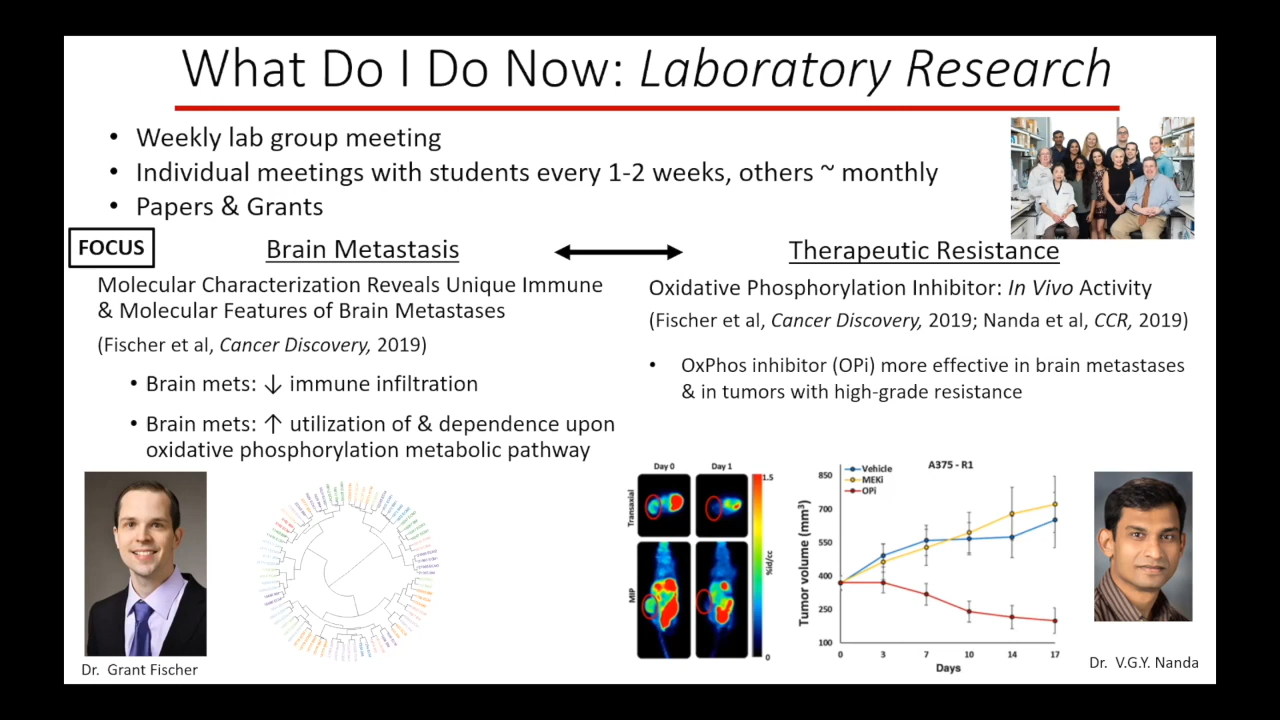 What Do I Do Now: Laboratory Research
• Weekly lab group meeting
• Individual meetings with students every 1-2 weeks, others ~ monthly
• Papers & Grants
FOCUS
Brain Metastasis
Molecular Characterization Reveals Unique Immune
& Molecular Features of Brain Metastases
(Fischer et al, Cancer Discovery, 2019)
• Brain mets: ↓ immune infiltration
• Brain mets: ↑ utilization of & dependence upon
oxidative phosphorylation metabolic pathway
Dr. Grant Fischer
Therapeutic Resistance
Oxidative Phosphorylation Inhibitor: In Vivo Activity
(Fischer et al, Cancer Discovery, 2019; Nanda et al, CCR, 2019)
• OxPhos inhibitor (OPi) more effective in brain metastases
& in tumors with high-grade resistance
Day 0 Day 1
Transaxial
MIP
1.5
%id/cc
0
A375 - R1
Vehicle
MEKi
OPi
Tumor volume (mm³)
850
700
550
400
250
100
0 3 7 10 14 17
Days
Dr. V.G.Y. Nanda